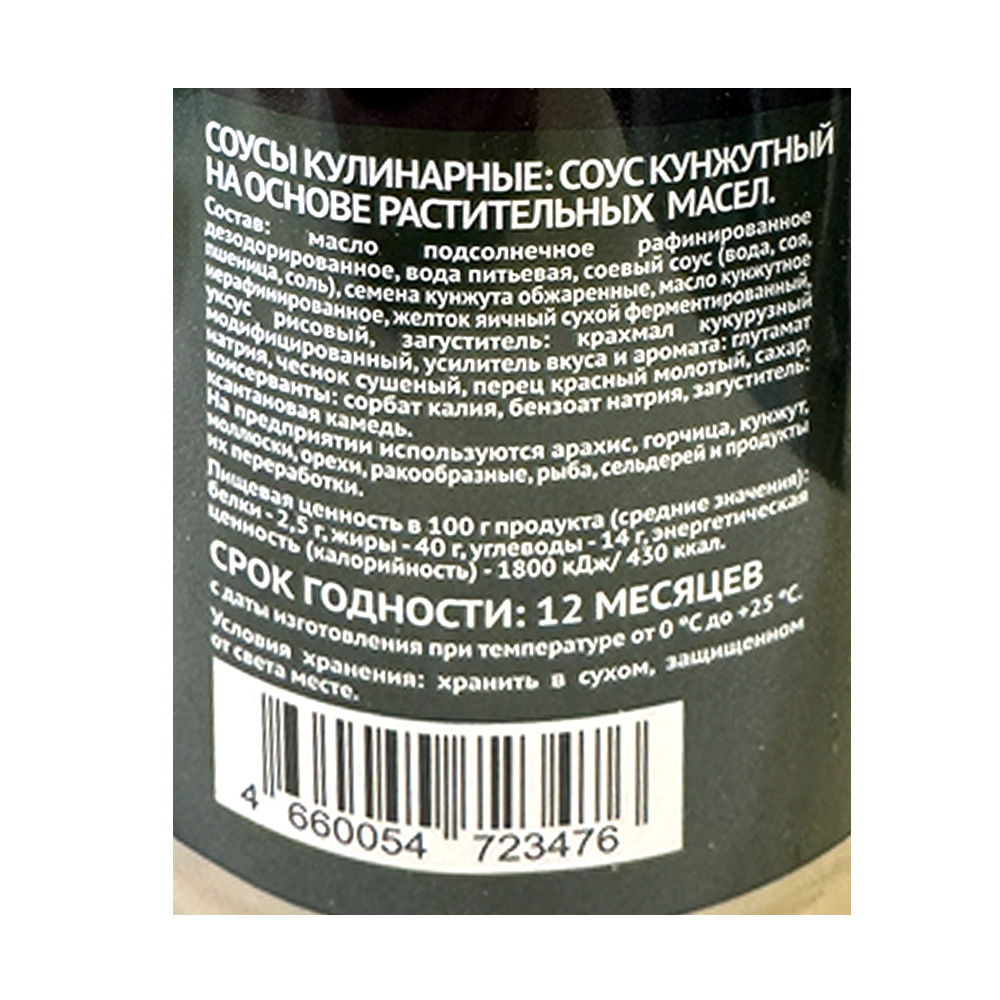 СОУСЫ КУЛИНАРНЫЕ: СОУС КУНЖУТНЫЙ
НА ОСНОВЕ РАСТИТЕЛЬНЫХ МАСЕЛ.
Состав: масло подсолнечное рафинированное
дезодорированное, вода питьевая, соевый соус (вода, соя,
пшеница, соль), семена кунжута обжаренные, масло кунжутное
нерафинированное, желток яичный сухой ферментированный,
уксус рисовый, загуститель: крахмал кукурузный
модифицированный, усилитель вкуса и аромата: глутамат
натрия, чеснок сушеный, перец красный молотый, сахар,
консерванты: сорбат калия, бензоат натрия, загуститель:
ксантановая камедь.
На предприятии используются арахис, горчица, кунжут,
моллюски, орехи, ракообразные, рыба, сельдерей и продукты
их переработки.
Пищевая ценность в 100 г продукта (средние значения):
белки - 2,5 г, жиры - 40 г, углеводы - 14 г, энергетическая
ценность (калорийность) - 1800 кДж/ 430 ккал.
СРОК ГОДНОСТИ: 12 МЕСЯЦЕВ
с даты изготовления при температуре от 0 °С до +25 °С.
Условия хранения: хранить в сухом, защищенном
от света месте.
4 660054 723476